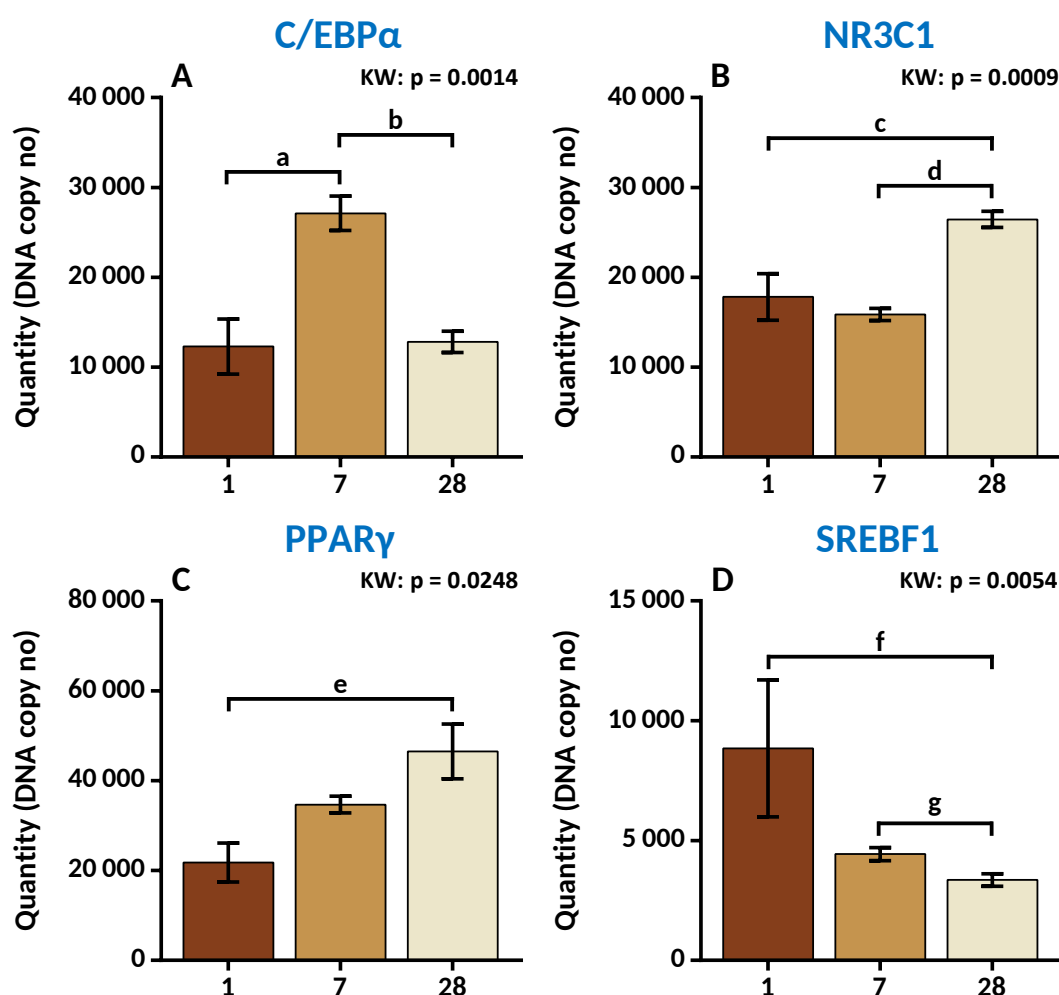 C/EBPα
A
KW: p = 0.0014
Quantity (DNA copy no)
40 000
30 000
20 000
10 000
0
a
b
1
7
28
NR3C1
B
KW: p = 0.0009
Quantity (DNA copy no)
40 000
30 000
20 000
10 000
0
c
d
1
7
28
PPARγ
C
KW: p = 0.0248
Quantity (DNA copy no)
80 000
60 000
40 000
20 000
0
e
1
7
28
SREBF1
D
KW: p = 0.0054
Quantity (DNA copy no)
15 000
10 000
5 000
0
f
g
1
7
28